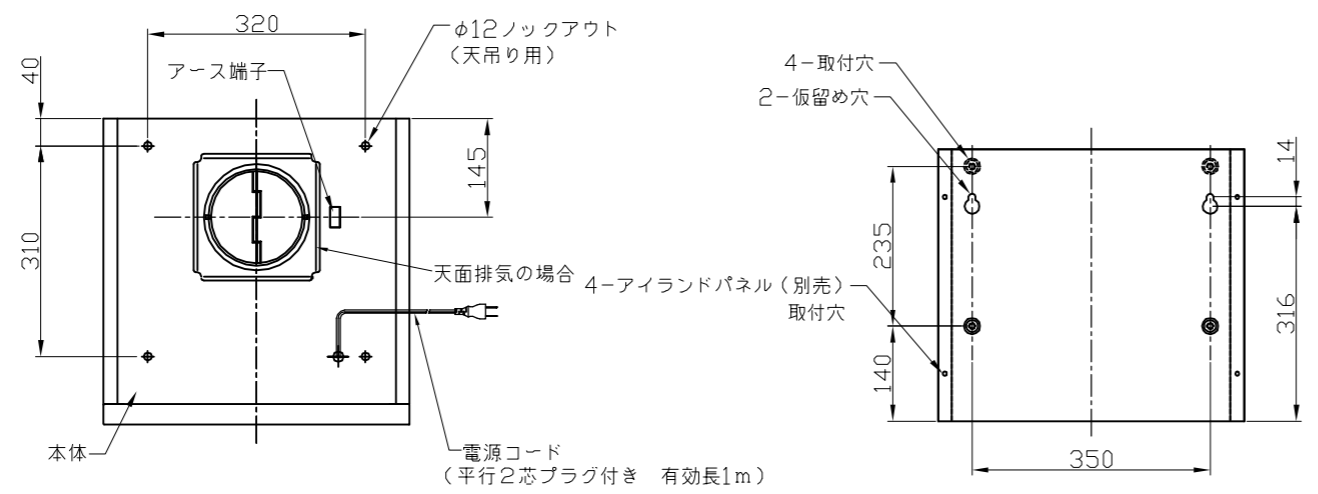 320
φ12ノックアウト
(天吊り用)
40
アース端子
145
310
天面排気の場合
本体
電源コード
(平行2芯プラグ付き 有効長1m)
4-取付穴
2-仮留め穴
14
235
4-アイランドパネル(別売)
取付穴
316
140
350